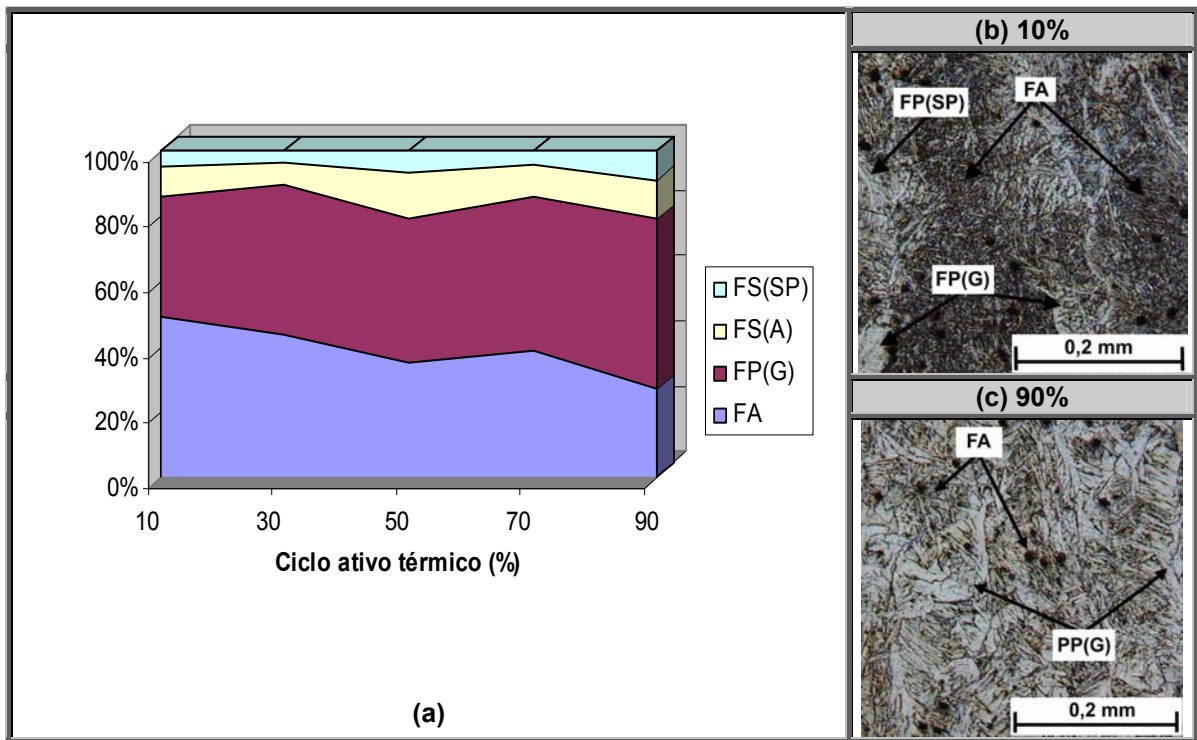 100%
80%
60%
40%
20%
0%
10 30 50 70 90
Ciclo ativo térmico (%)
FS(SP)
FS(A)
FP(G)
FA
(a)
(b) 10%
FP(SP)
FA
FP(G)
0,2 mm
(c) 90%
FA
PP(G)
0,2 mm